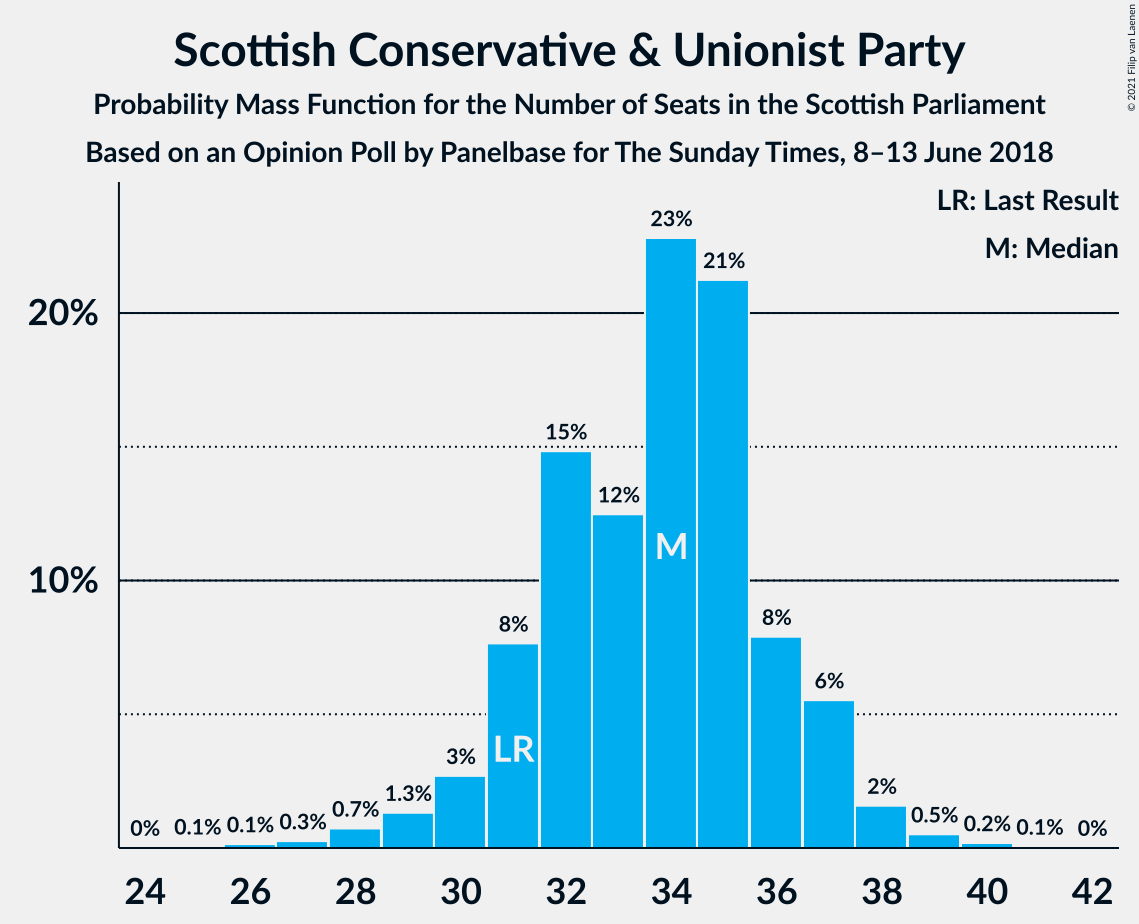 Scottish Conservative & Unionist Party
Probability Mass Function for the Number of Seats in the Scottish Parliament
Based on an Opinion Poll by Panelbase for The Sunday Times, 8–13 June 2018
© 2021 Filip van Laenen
LR: Last Result
M: Median
23%
21%
20%
15%
12%
M
10%
8%
8%
6%
LR
3%
2%
1.3%
0.7%
0.5%
0% 0.1% 0.1% 0.3% 0.2% 0.1% 0%
24 26 28 30 32 34 36 38 40 42